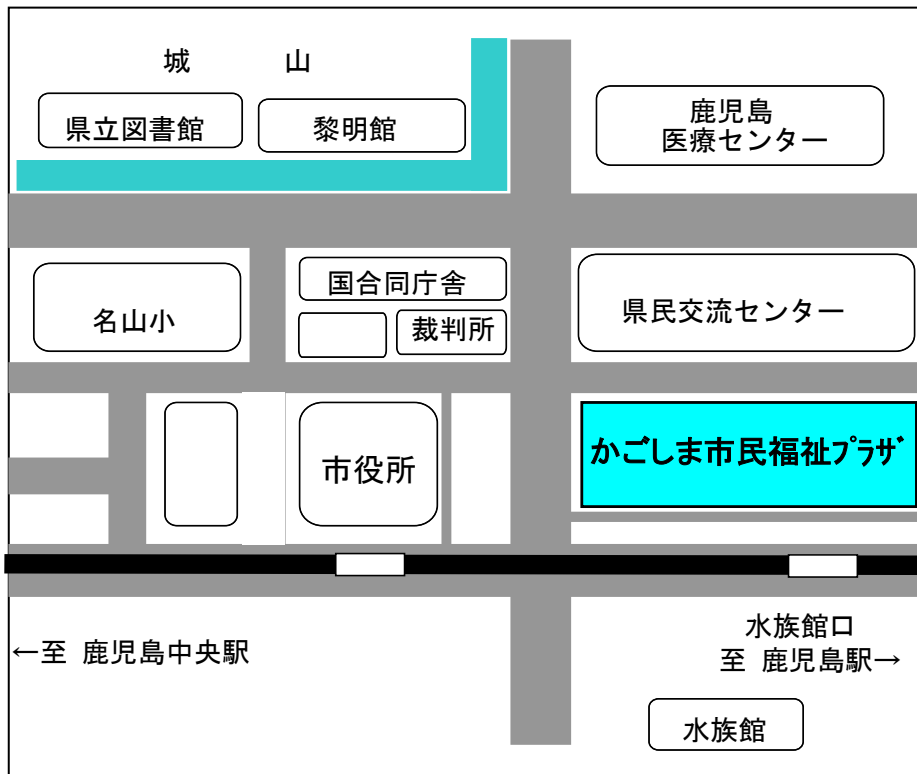 城 山
県立図書館
黎明館
鹿児島
医療センター
国合同庁舎
名山小
裁判所
県民交流センター
市役所
かごしま市民福祉ﾌﾟﾗｻﾞ
←至 鹿児島中央駅
水族館口
至 鹿児島駅→
水族館